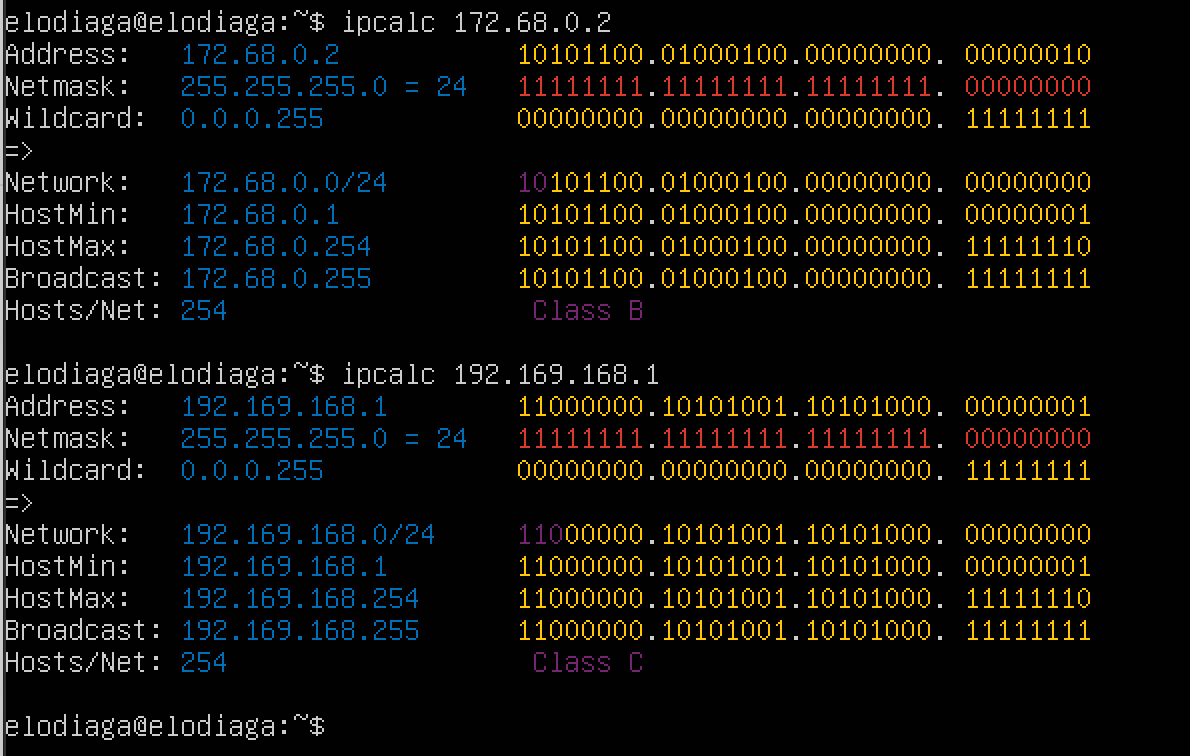 elodiaga@elodiaga:~$ ipcalc 172.68.0.2
Address:   172.68.0.2           10101100.01000100.00000000. 00000010
Netmask:   255.255.255.0 = 24   11111111.11111111.11111111. 00000000
Wildcard:  0.0.0.255            00000000.00000000.00000000. 11111111
=>
Network:   172.68.0.0/24        10101100.01000100.00000000. 00000000
HostMin:   172.68.0.1           10101100.01000100.00000000. 00000001
HostMax:   172.68.0.254         10101100.01000100.00000000. 11111110
Broadcast: 172.68.0.255         10101100.01000100.00000000. 11111111
Hosts/Net: 254                   Class B
elodiaga@elodiaga:~$ ipcalc 192.169.168.1
Address:   192.169.168.1        11000000.10101001.10101000. 00000001
Netmask:   255.255.255.0 = 24   11111111.11111111.11111111. 00000000
Wildcard:  0.0.0.255            00000000.00000000.00000000. 11111111
=>
Network:   192.169.168.0/24     11000000.10101001.10101000. 00000000
HostMin:   192.169.168.1        11000000.10101001.10101000. 00000001
HostMax:   192.169.168.254      11000000.10101001.10101000. 11111110
Broadcast: 192.169.168.255      11000000.10101001.10101000. 11111111
Hosts/Net: 254                   Class C
elodiaga@elodiaga:~$